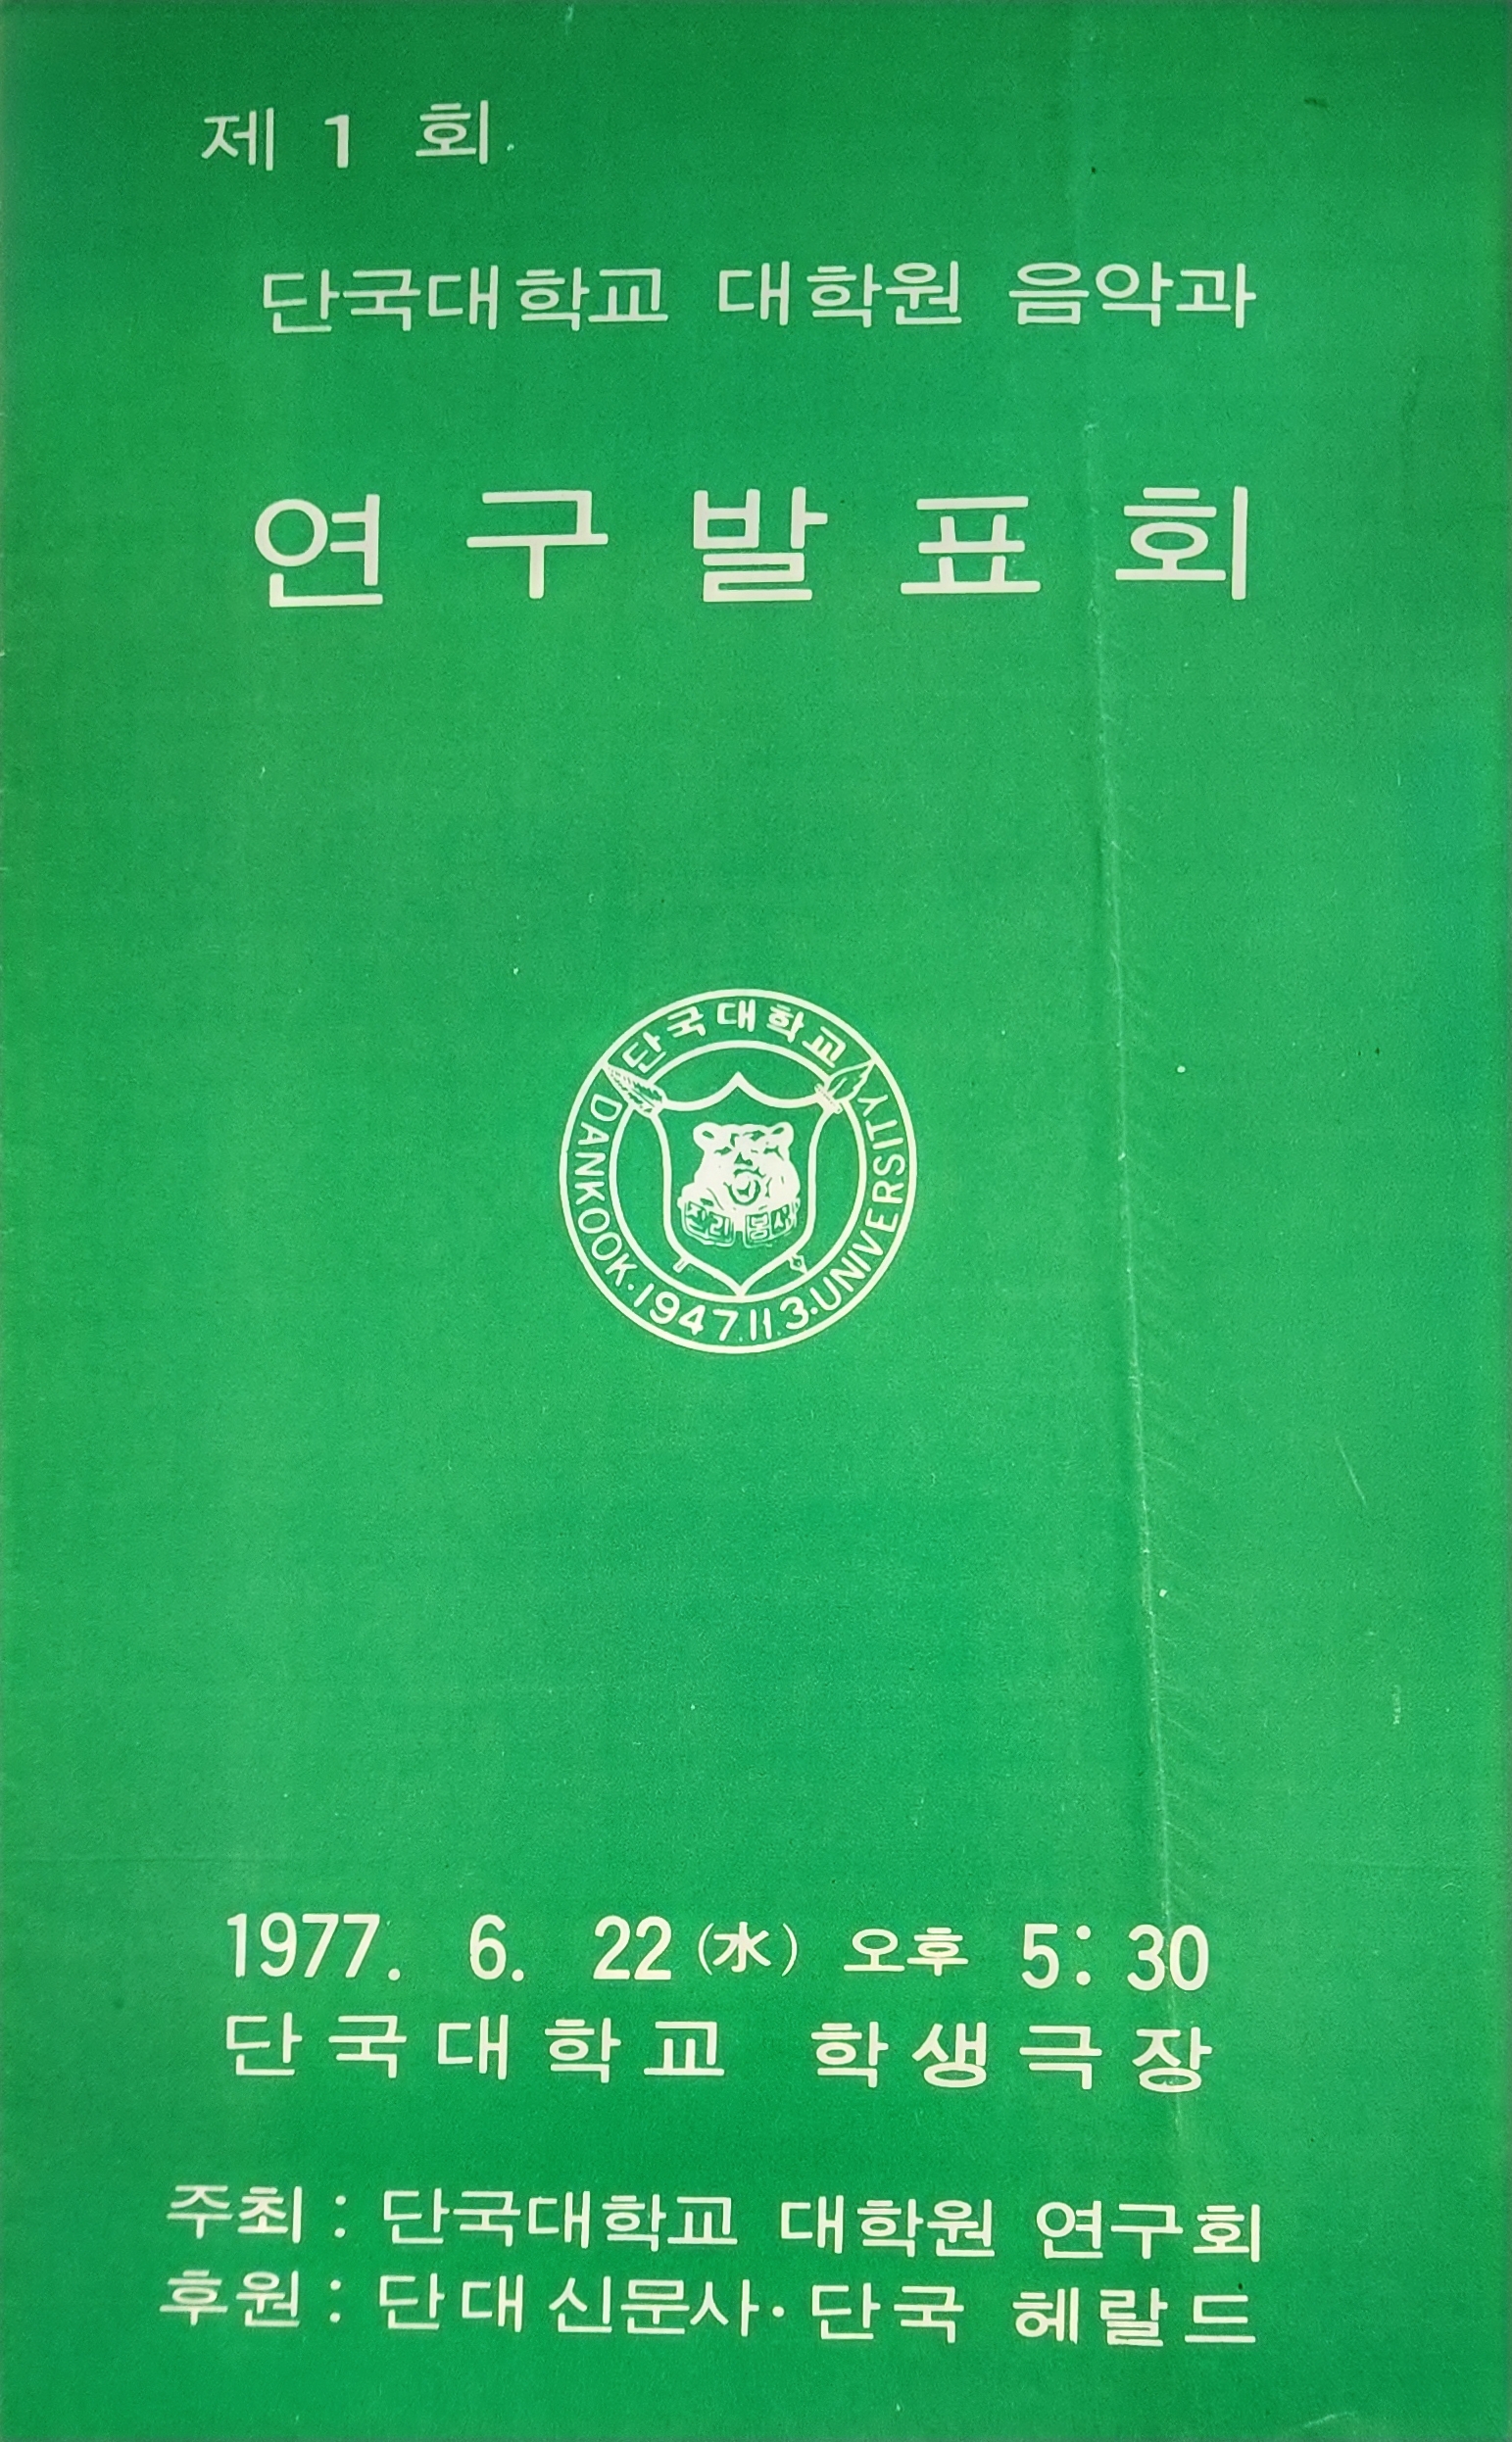 제 1 회
단국대학교 대학원 음악과
연구발표회
단국대학교
DANKOOK · 1947.11.3 · UNIVERSITY
진리 봉사
1977. 6. 22 (水) 오후 5:30
단국대학교 학생극장
주최 : 단국대학교 대학원 연구회
후원 : 단대신문사 · 단국 헤랄드